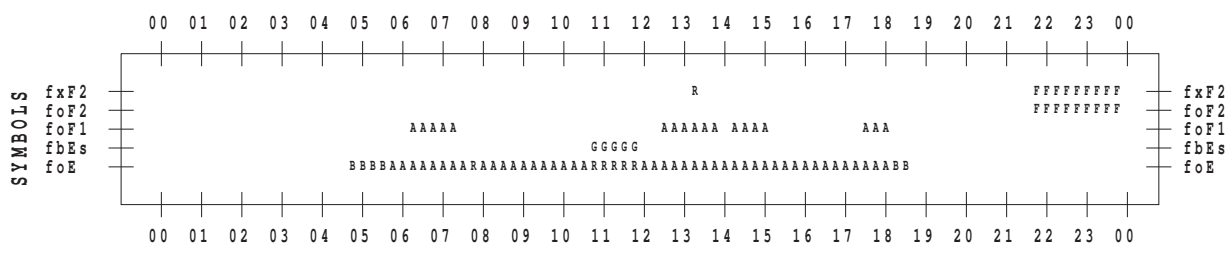 00 01 02 03 04 05 06 07 08 09 10 11 12 13 14 15 16 17 18 19 20 21 22 23 00
SYMBOLS
fxF2 R FFFFFFFFF fxF2
foF2 FFFFFFFFF foF2
foF1 AAAAA AAAAAA AAAA AAA foF1
fbEs GGGGG fbEs
foE BBBBAAAAAAAARAAAAAAAAAAARRRRRAAAAAAAAAAAAAAAAAAAAAAAAABB foE
00 01 02 03 04 05 06 07 08 09 10 11 12 13 14 15 16 17 18 19 20 21 22 23 00